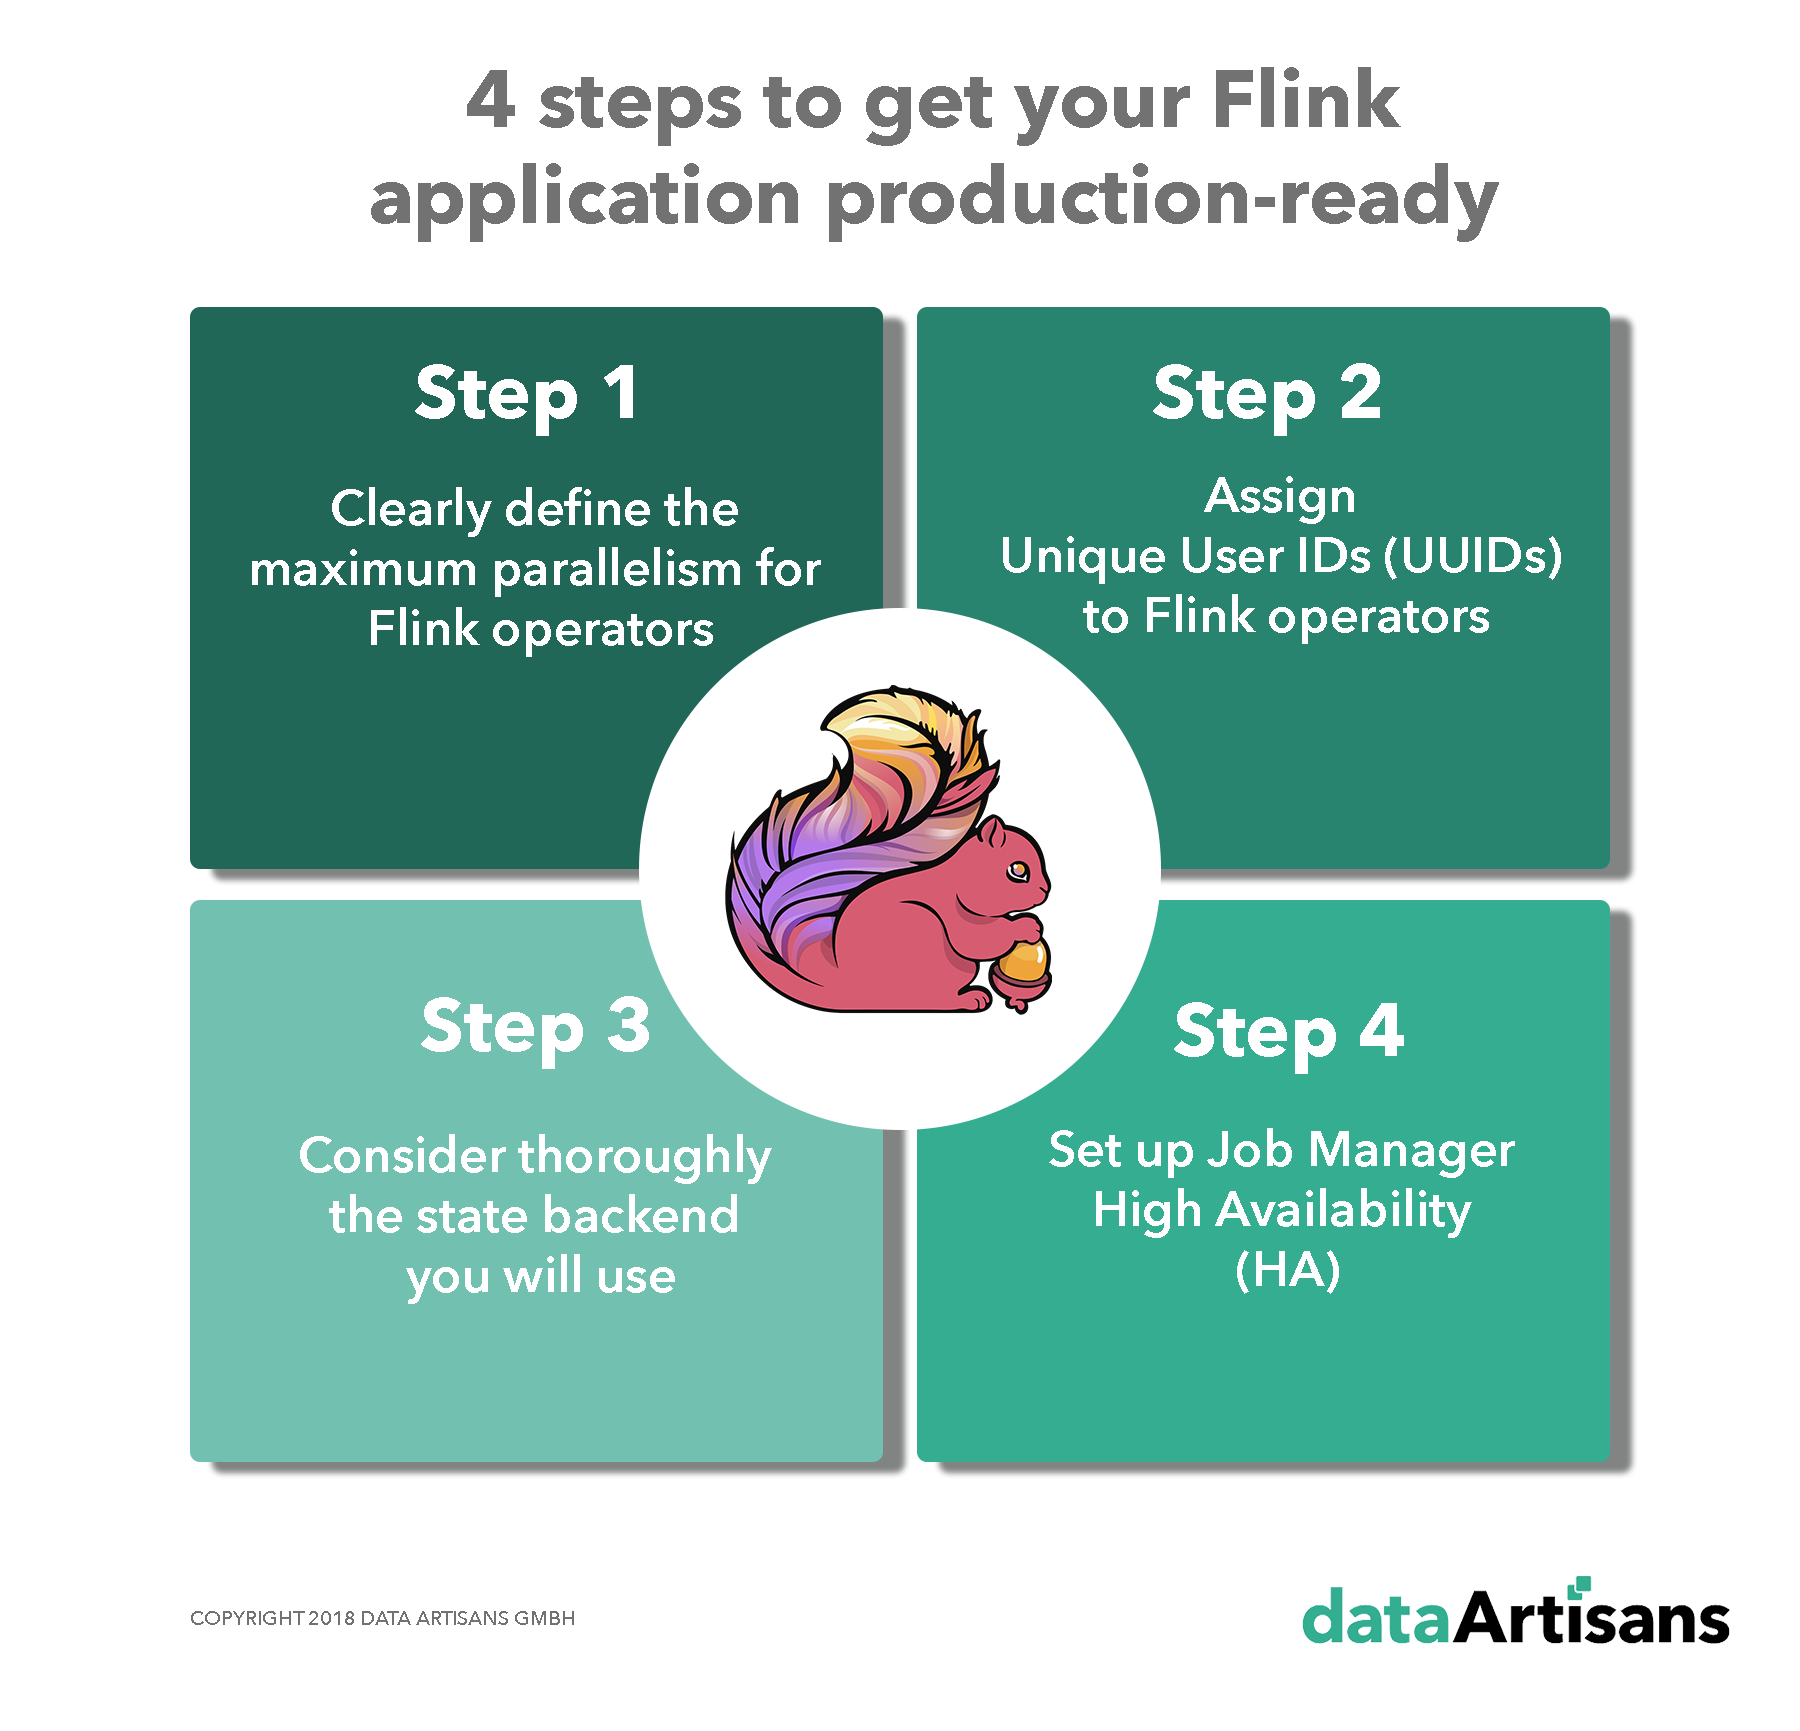 4 steps to get your Flink
application production-ready
Step 1
Clearly define the
maximum parallelism for
Flink operators
Step 2
Assign
Unique User IDs (UUIDs)
to Flink operators
Step 3
Consider thoroughly
the state backend
you will use
Step 4
Set up Job Manager
High Availability
(HA)
COPYRIGHT 2018 DATA ARTISANS GMBH
dataArtisans